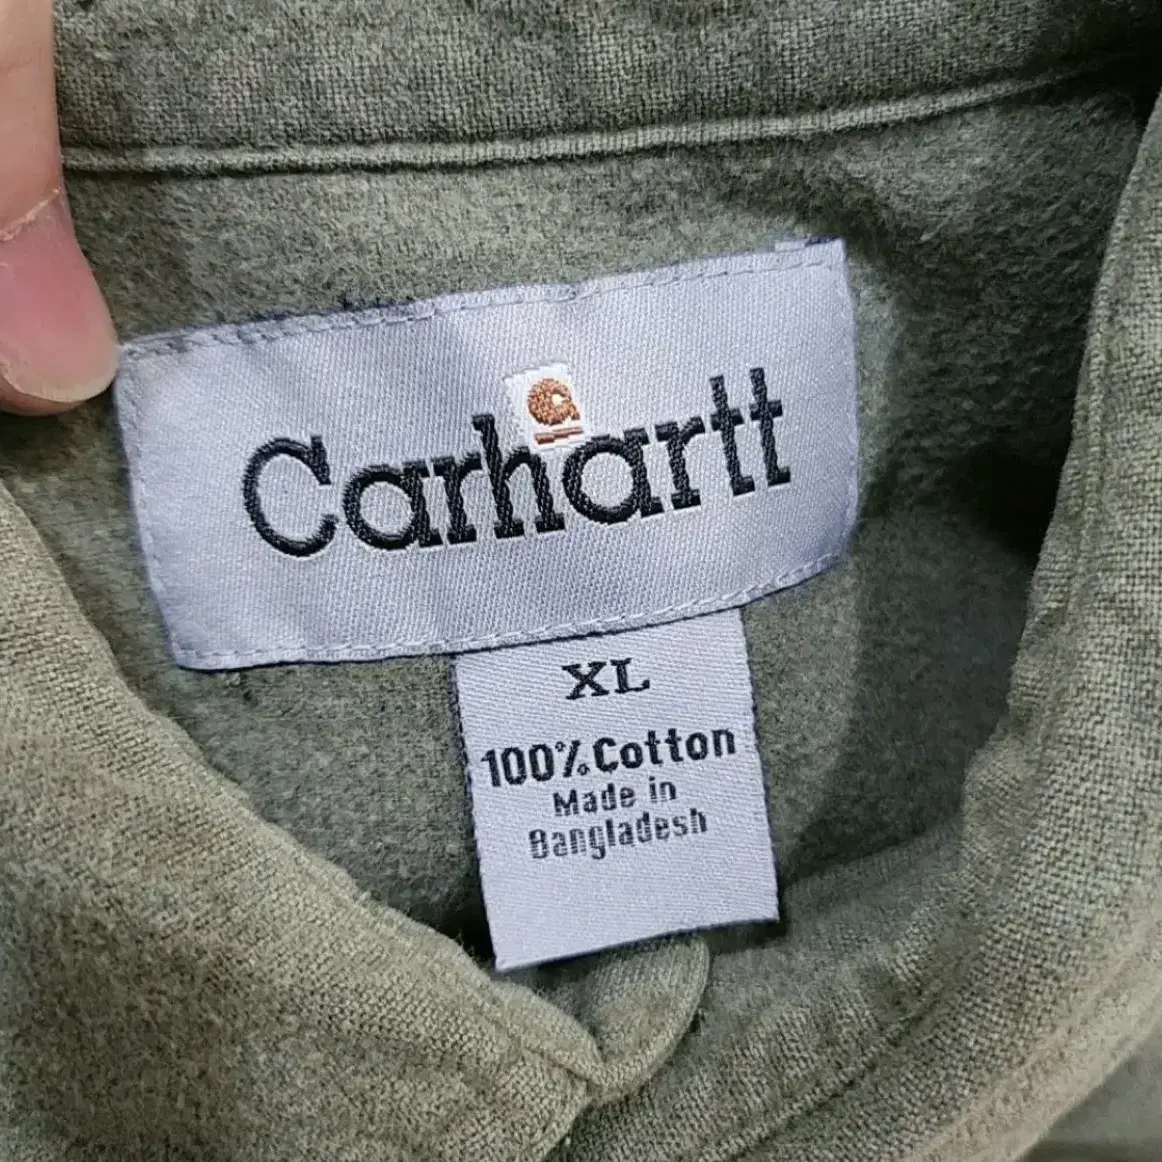 Carhartt
XL
100% Cotton
Made in
Bangladesh